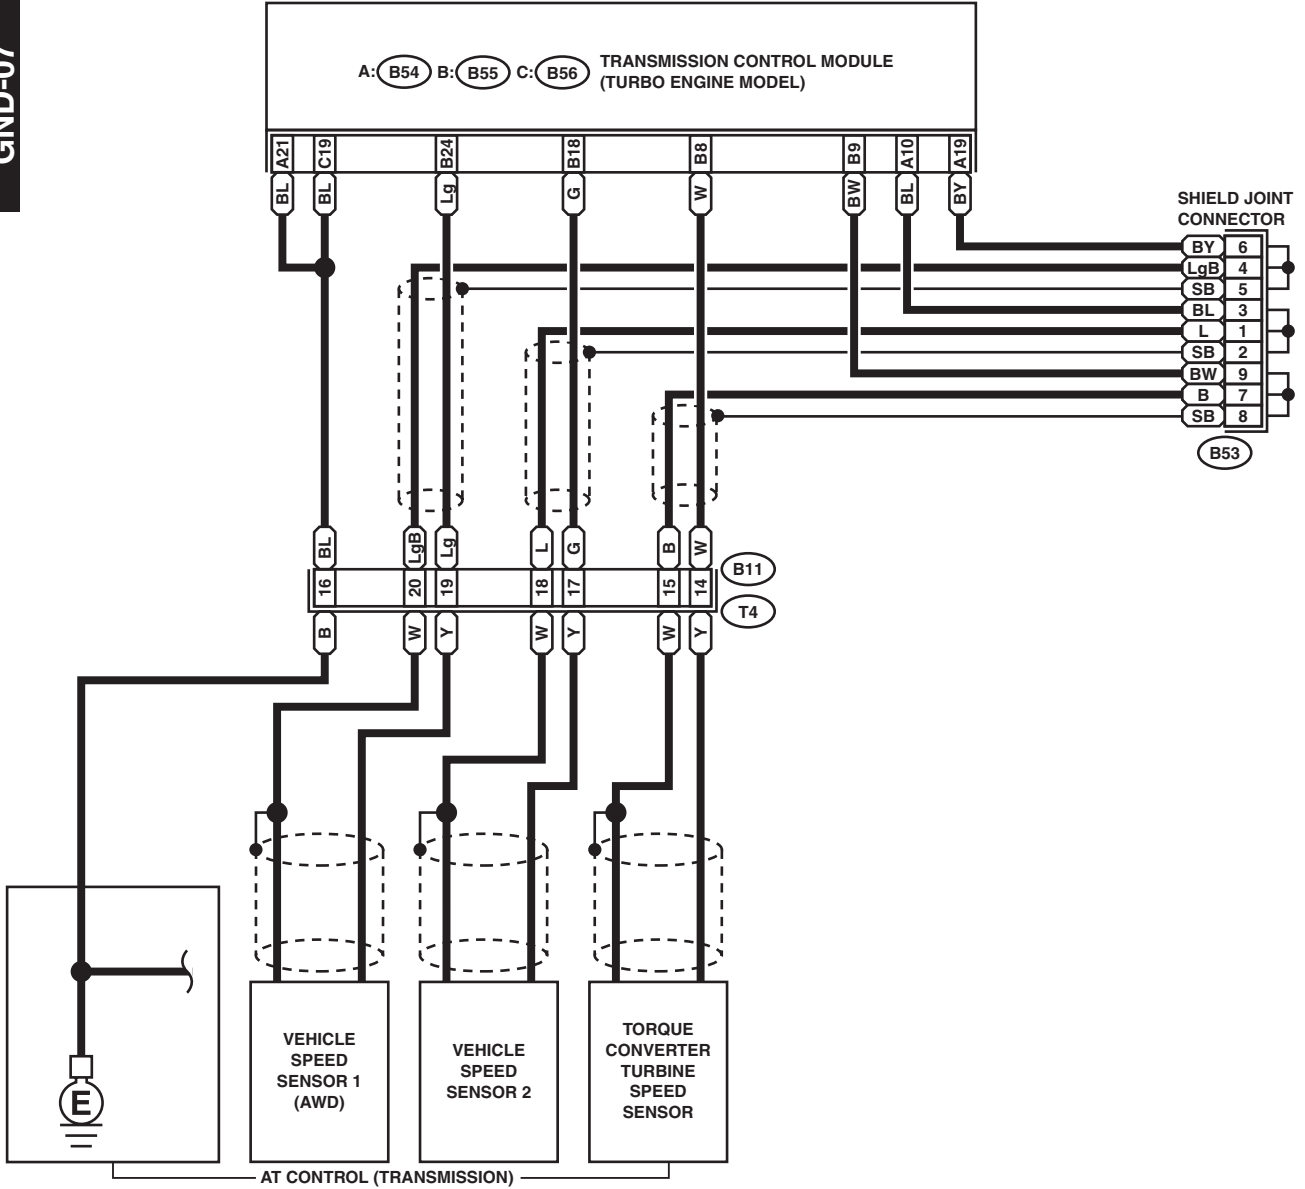 GND-07
A: B54 B: B55 C: B56
TRANSMISSION CONTROL MODULE
(TURBO ENGINE MODEL)
A21 C19 B24 B18 B8 B9 A10 A19
BL BL Lg G W BW BL BY
SHIELD JOINT
CONNECTOR
BY 6
LgB 4
SB 5
BL 3
L 1
SB 2
BW 9
B 7
SB 8
B53
BL LgB Lg L G B W
B11
16 20 19 18 17 15 14
T4
B W Y W Y W Y
E
VEHICLE
SPEED
SENSOR 1
(AWD)
VEHICLE
SPEED
SENSOR 2
TORQUE
CONVERTER
TURBINE
SPEED
SENSOR
AT CONTROL (TRANSMISSION)